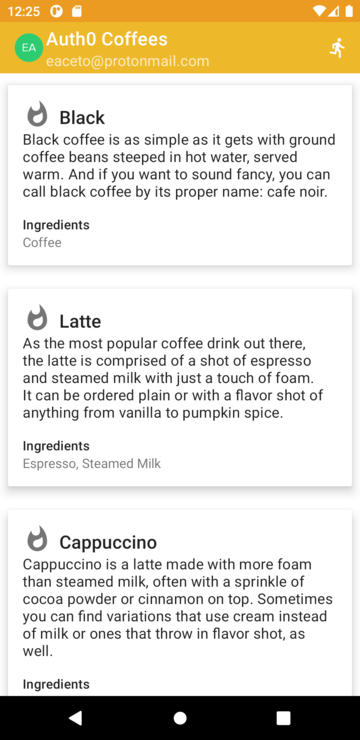 12:25
EA
Auth0 Coffees
eaceto@protonmail.com
Black
Black coffee is as simple as it gets with ground
coffee beans steeped in hot water, served
warm. And if you want to sound fancy, you can
call black coffee by its proper name: cafe noir.
Ingredients
Coffee
Latte
As the most popular coffee drink out there,
the latte is comprised of a shot of espresso
and steamed milk with just a touch of foam.
It can be ordered plain or with a flavor shot of
anything from vanilla to pumpkin spice.
Ingredients
Espresso, Steamed Milk
Cappuccino
Cappuccino is a latte made with more foam
than steamed milk, often with a sprinkle of
cocoa powder or cinnamon on top. Sometimes
you can find variations that use cream instead
of milk or ones that throw in flavor shot, as
well.
Ingredients